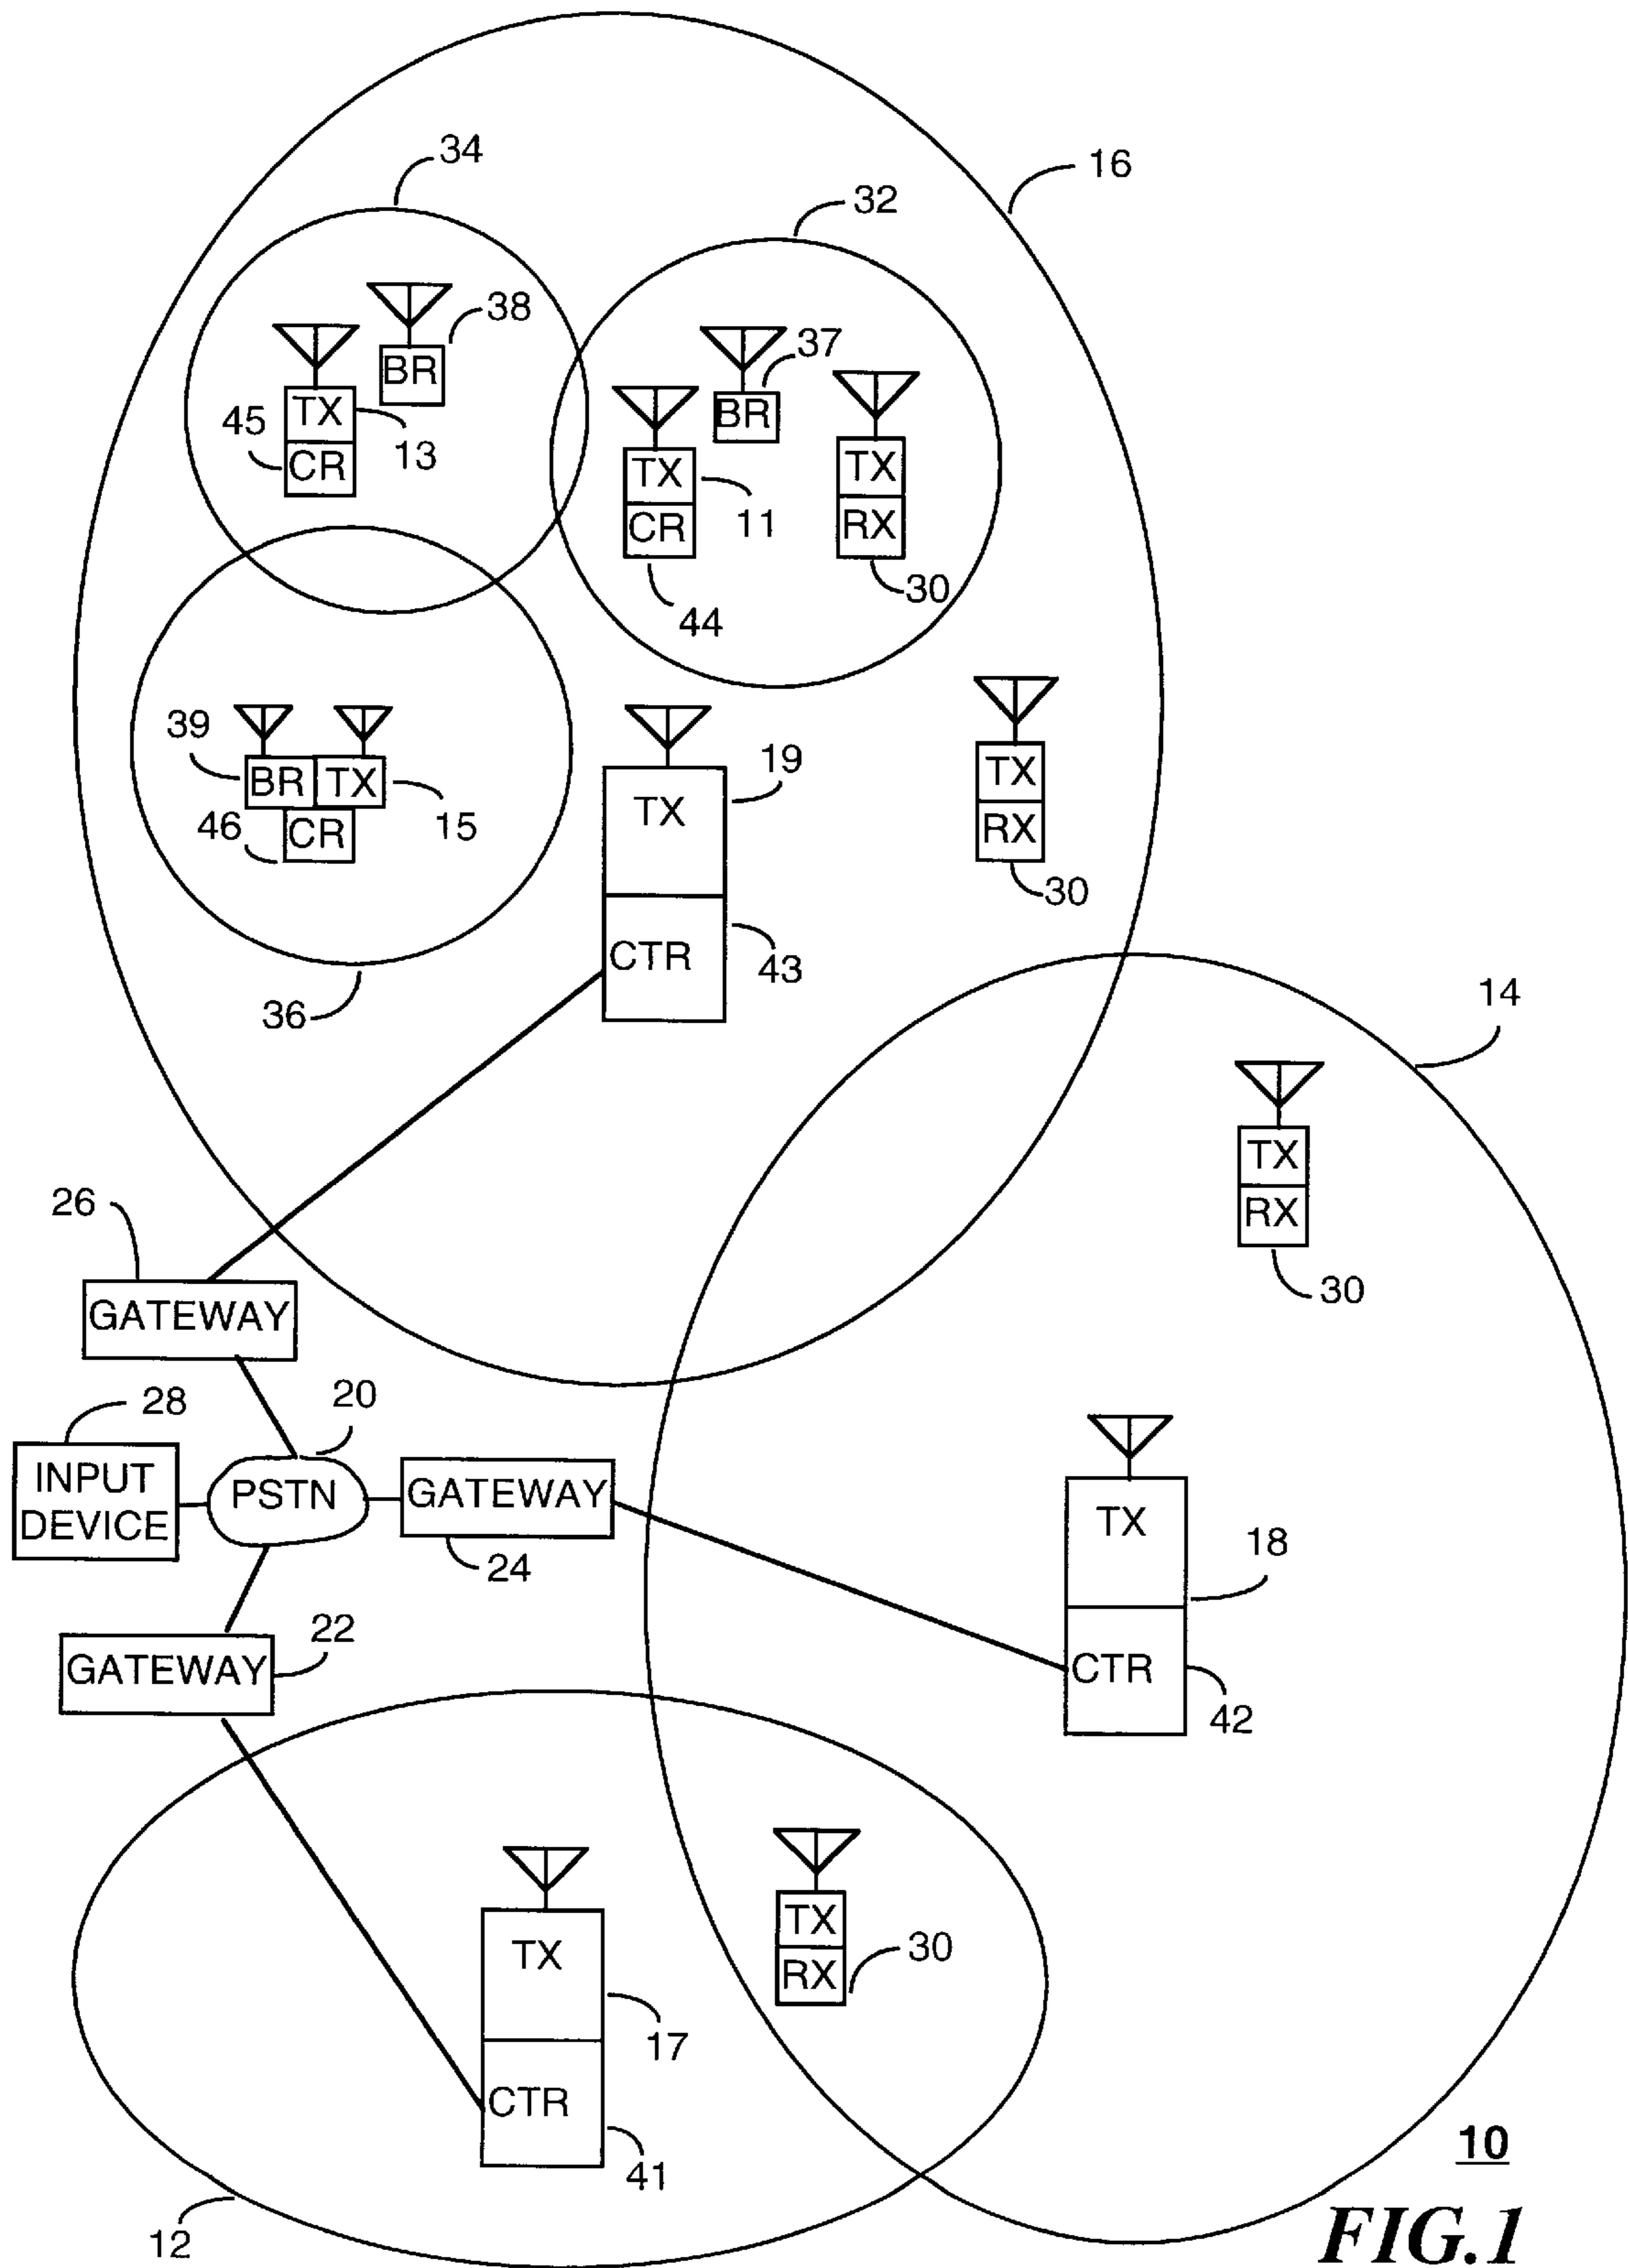 34
16
32
38
37
BR
TX
45
13
CR
BR
TX
TX
11
CR
RX
30
44
39
19
BR
TX
TX
TX
15
46
CR
RX
30
CTR
43
36
14
TX
26
RX
30
GATEWAY
28
20
INPUT
DEVICE
PSTN
GATEWAY
TX
18
24
22
GATEWAY
CTR
42
TX
30
TX
RX
17
CTR
41
10
12
FIG.1